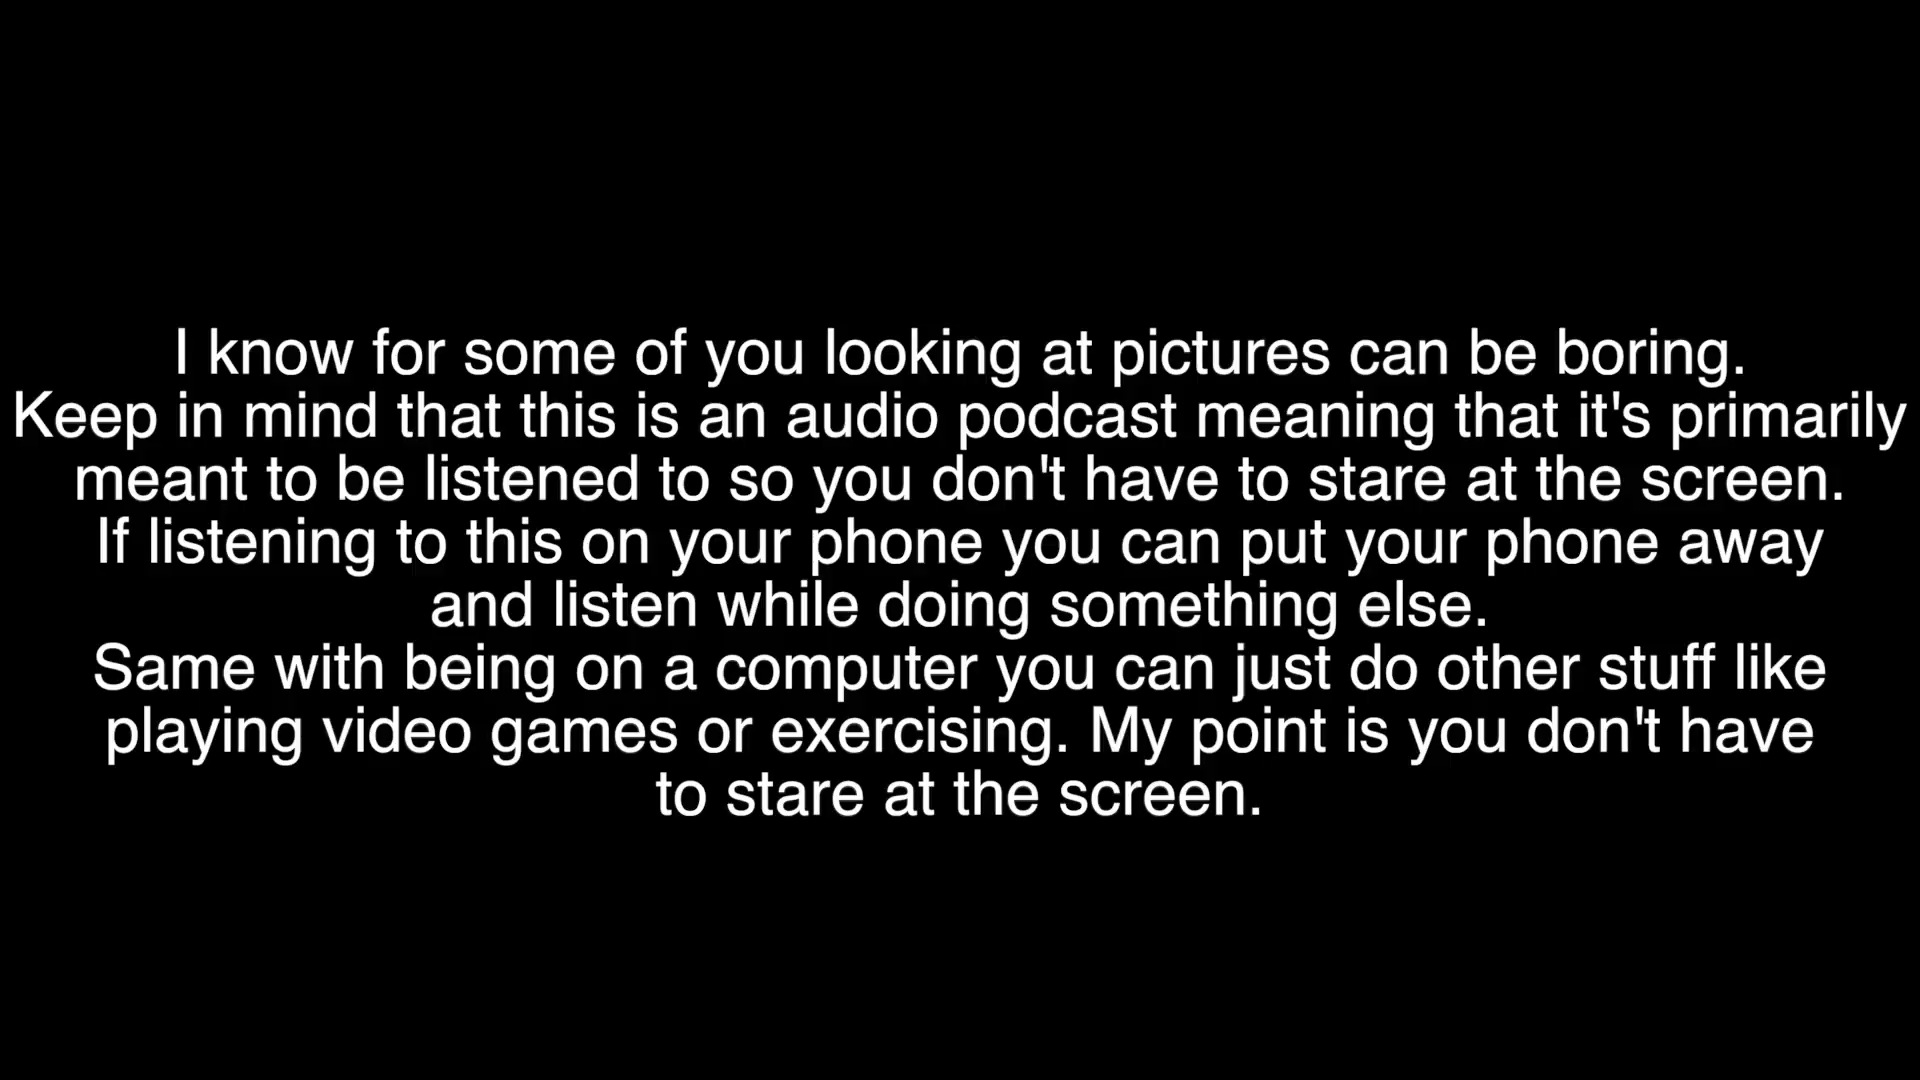 I know for some of you looking at pictures can be boring.
Keep in mind that this is an audio podcast meaning that it's primarily
meant to be listened to so you don't have to stare at the screen.
If listening to this on your phone you can put your phone away
and listen while doing something else.
Same with being on a computer you can just do other stuff like
playing video games or exercising. My point is you don't have
to stare at the screen.